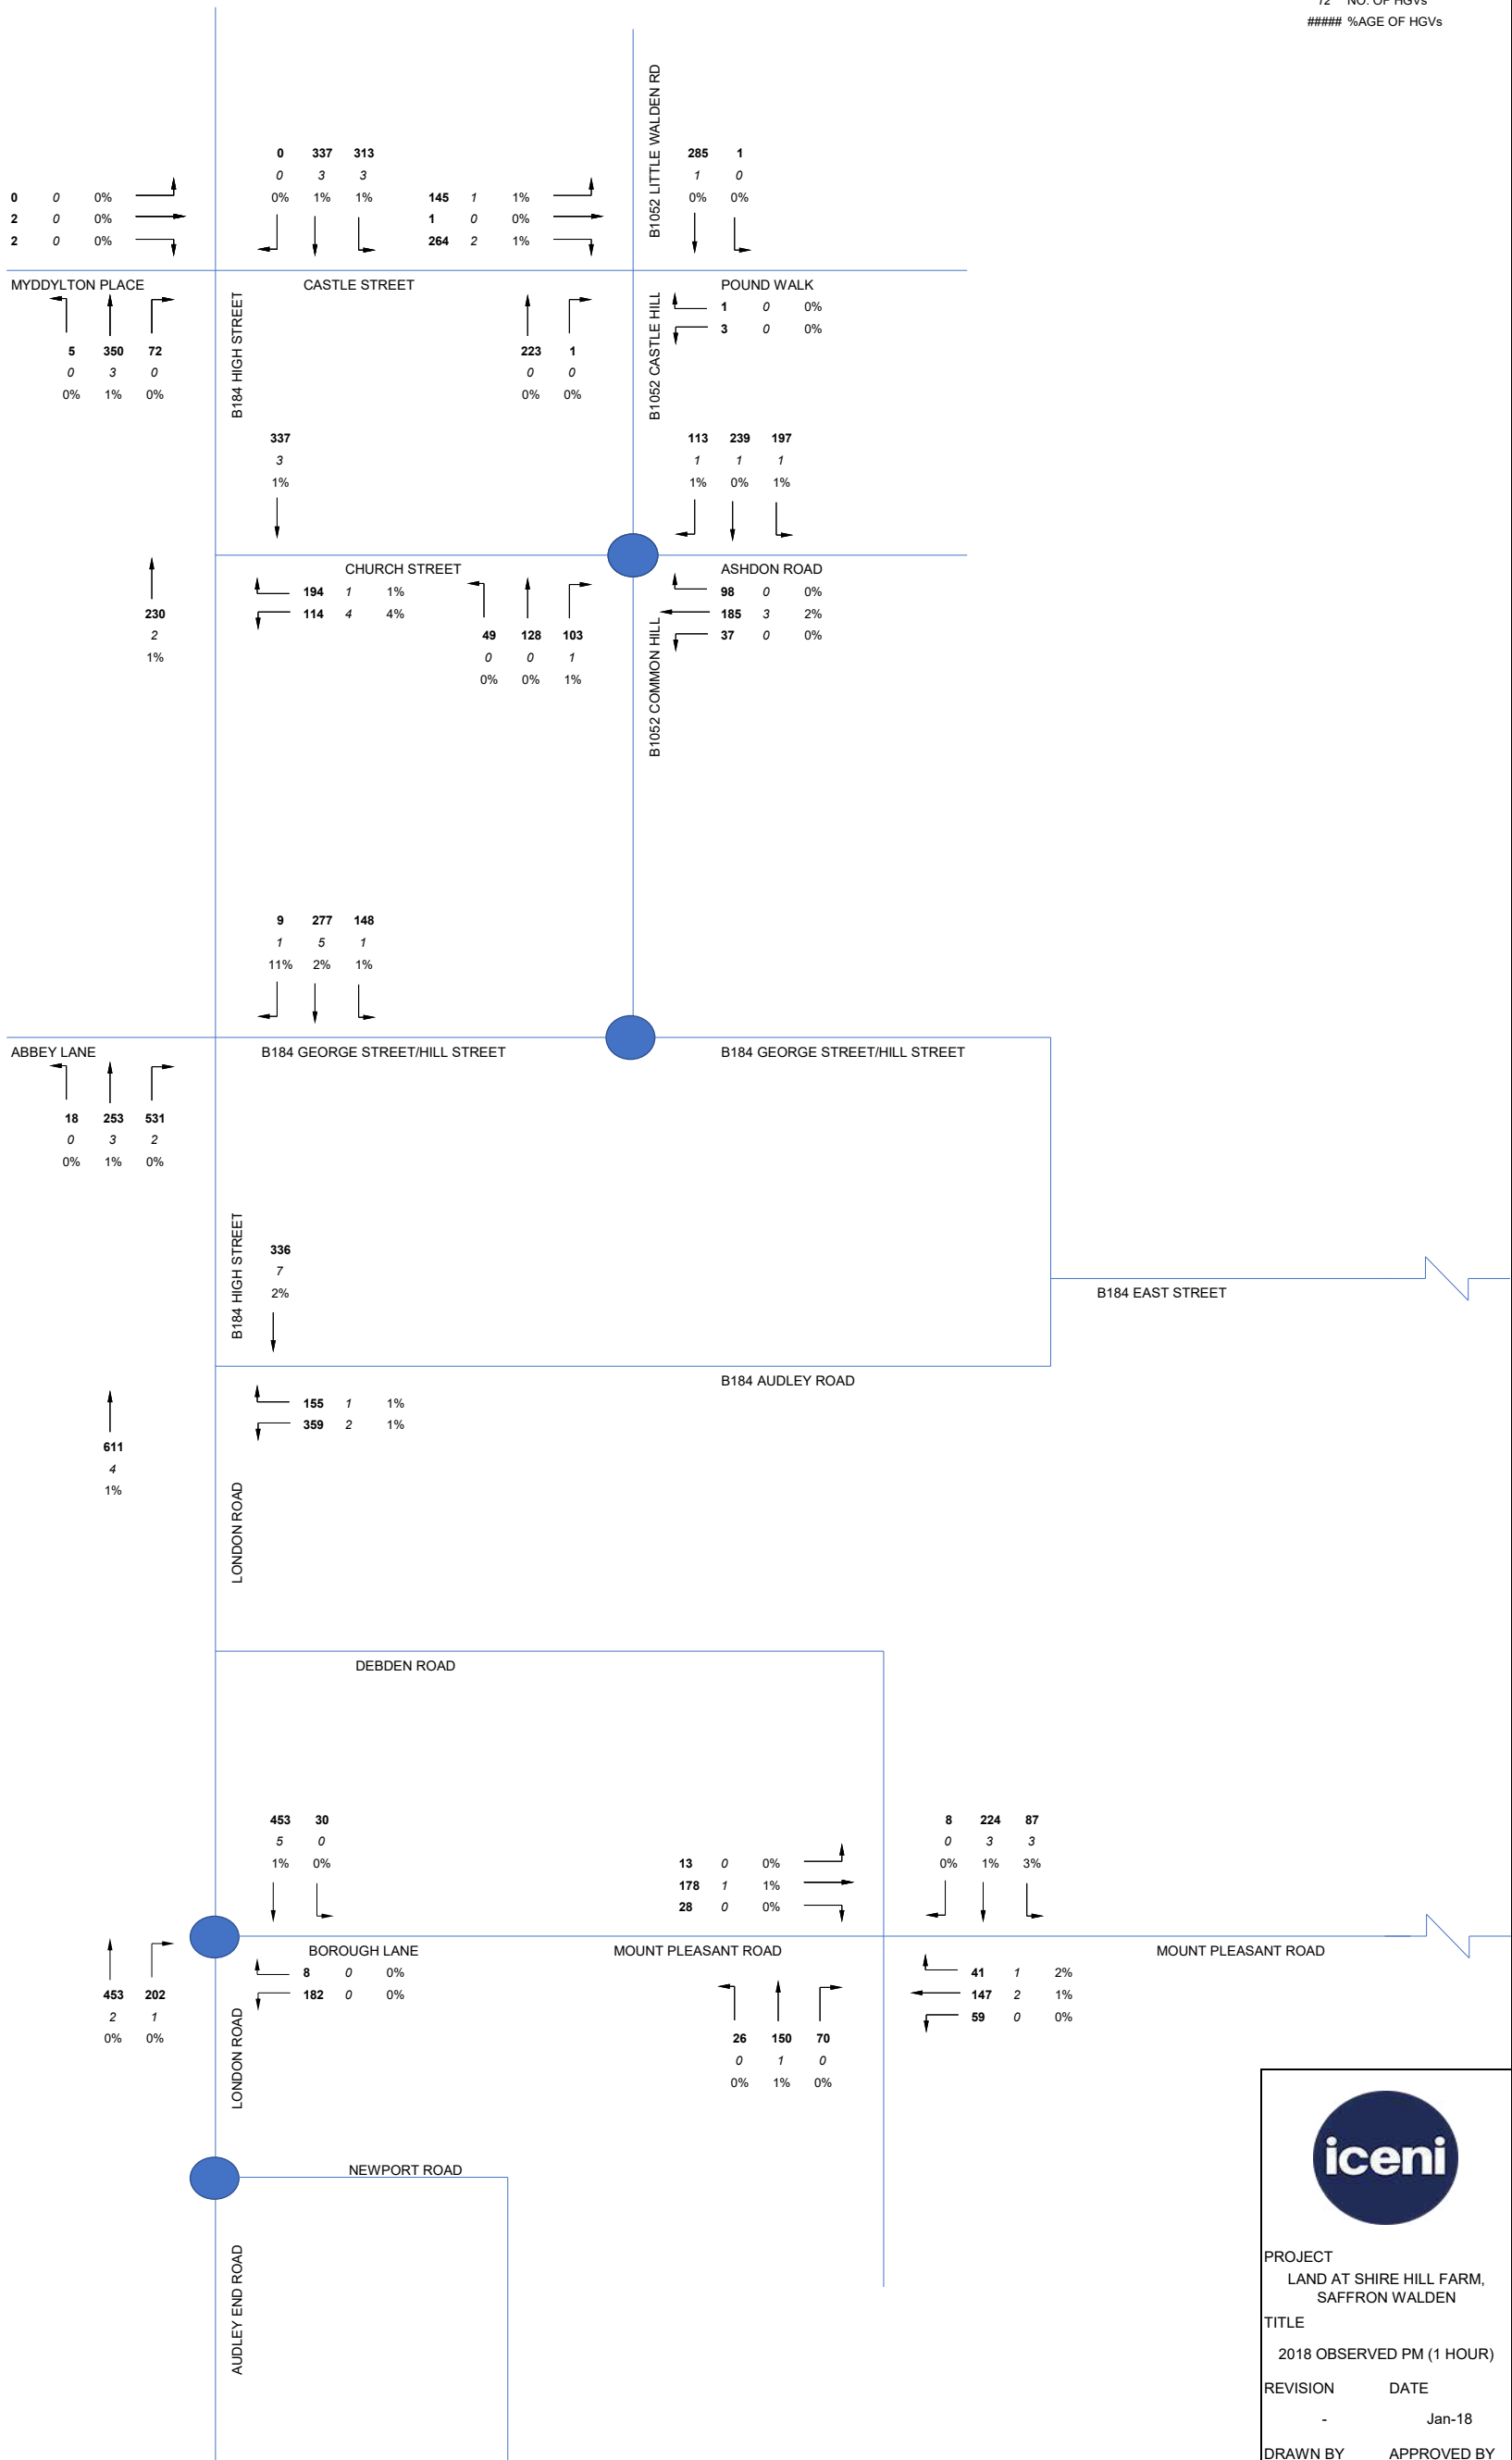 12 NO. OF HGVs
##### %AGE OF HGVs
B1052 LITTLE WALDEN RD
0 337 313
0 3 3
0% 1% 1%
285 1
1 0
0% 0%
0 0 0%
2 0 0%
2 0 0%
145 1 1%
1 0 0%
264 2 1%
MYDDYLTON PLACE
CASTLE STREET
POUND WALK
B184 HIGH STREET
B1052 CASTLE HILL
1 0 0%
3 0 0%
5 350 72
0 3 0
0% 1% 0%
223 1
0 0
0% 0%
337
3
1%
113 239 197
1 1 1
1% 0% 1%
CHURCH STREET
ASHDON ROAD
230
2
1%
194 1 1%
114 4 4%
49 128 103
0 0 1
0% 0% 1%
B1052 COMMON HILL
98 0 0%
185 3 2%
37 0 0%
9 277 148
1 5 1
11% 2% 1%
ABBEY LANE
B184 GEORGE STREET/HILL STREET
B184 GEORGE STREET/HILL STREET
18 253 531
0 3 2
0% 1% 0%
B184 HIGH STREET
336
7
2%
B184 EAST STREET
B184 AUDLEY ROAD
155 1 1%
359 2 1%
611
4
1%
LONDON ROAD
DEBDEN ROAD
453 30
5 0
1% 0%
13 0 0%
178 1 1%
28 0 0%
8 224 87
0 3 3
0% 1% 3%
BOROUGH LANE
MOUNT PLEASANT ROAD
MOUNT PLEASANT ROAD
453 202
2 1
0% 0%
8 0 0%
182 0 0%
LONDON ROAD
26 150 70
0 1 0
0% 1% 0%
41 1 2%
147 2 1%
59 0 0%
NEWPORT ROAD
AUDLEY END ROAD
iceni
PROJECT
LAND AT SHIRE HILL FARM,
SAFFRON WALDEN
TITLE
2018 OBSERVED PM (1 HOUR)
REVISION DATE
- Jan-18
DRAWN BY APPROVED BY